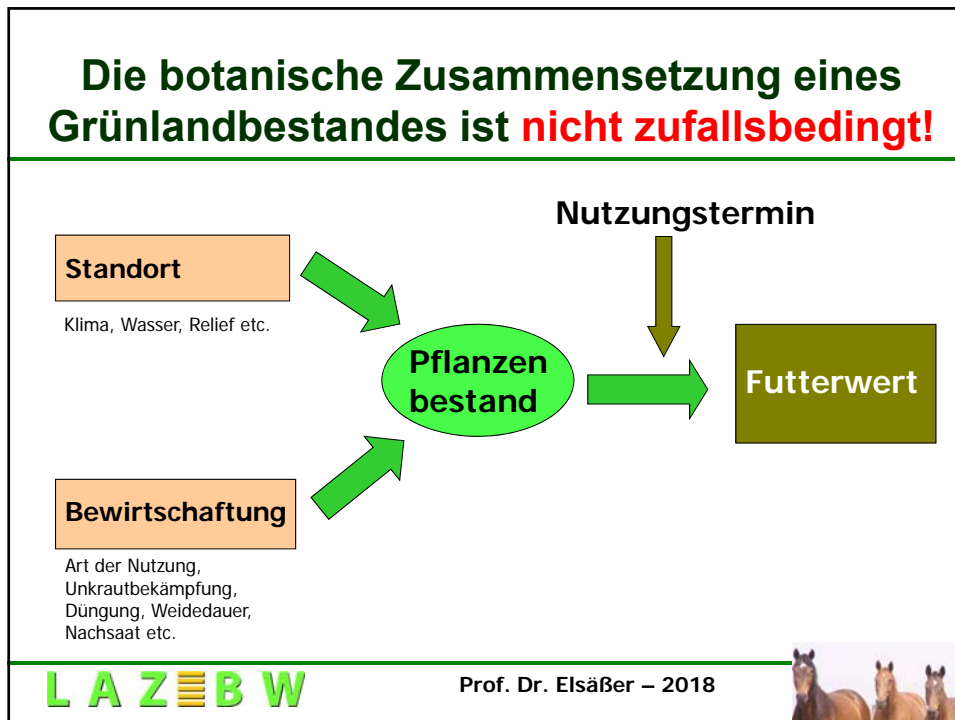 Die botanische Zusammensetzung eines
Grünlandbestandes ist nicht zufallsbedingt!
Nutzungstermin
Standort
Klima, Wasser, Relief etc.
Pflanzen
bestand
Futterwert
Bewirtschaftung
Art der Nutzung,
Unkrautbekämpfung,
Düngung, Weidedauer,
Nachsaat etc.
LAZBW
Prof. Dr. Elsäßer – 2018